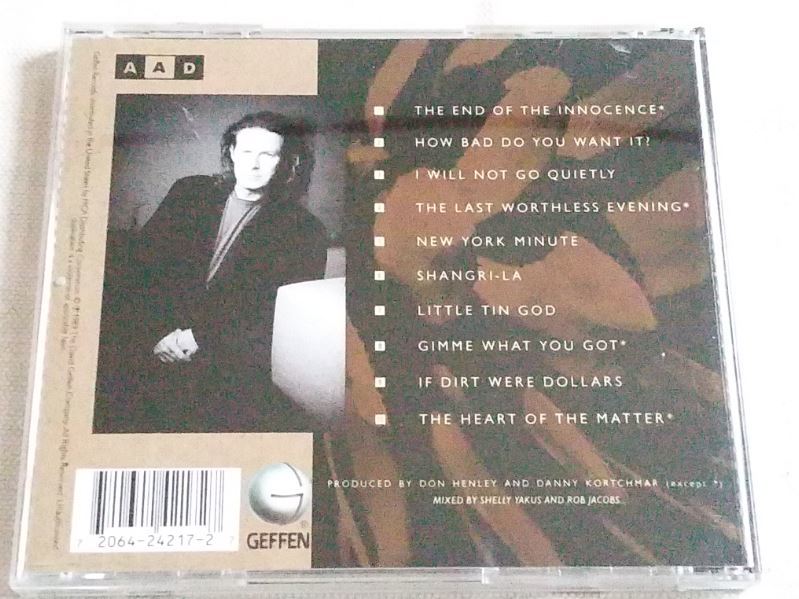 AAD
THE END OF THE INNOCENCE*
HOW BAD DO YOU WANT IT?
I WILL NOT GO QUIETLY
THE LAST WORTHLESS EVENING*
NEW YORK MINUTE
SHANGRI-LA
LITTLE TIN GOD
GIMME WHAT YOU GOT*
IF DIRT WERE DOLLARS
THE HEART OF THE MATTER*
PRODUCED BY DON HENLEY AND DANNY KORTCHMAR (except *)
MIXED BY SHELLY YAKUS AND ROB JACOBS
7 2064-24217-2 7
GEFFEN
®